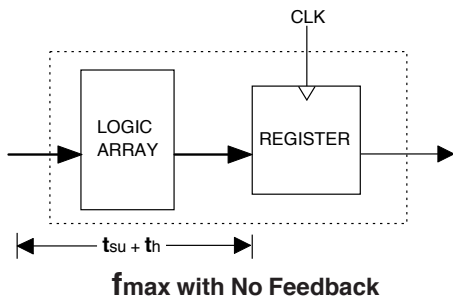 CLK
LOGIC
ARRAY
REGISTER
tsu + th
fmax with No Feedback